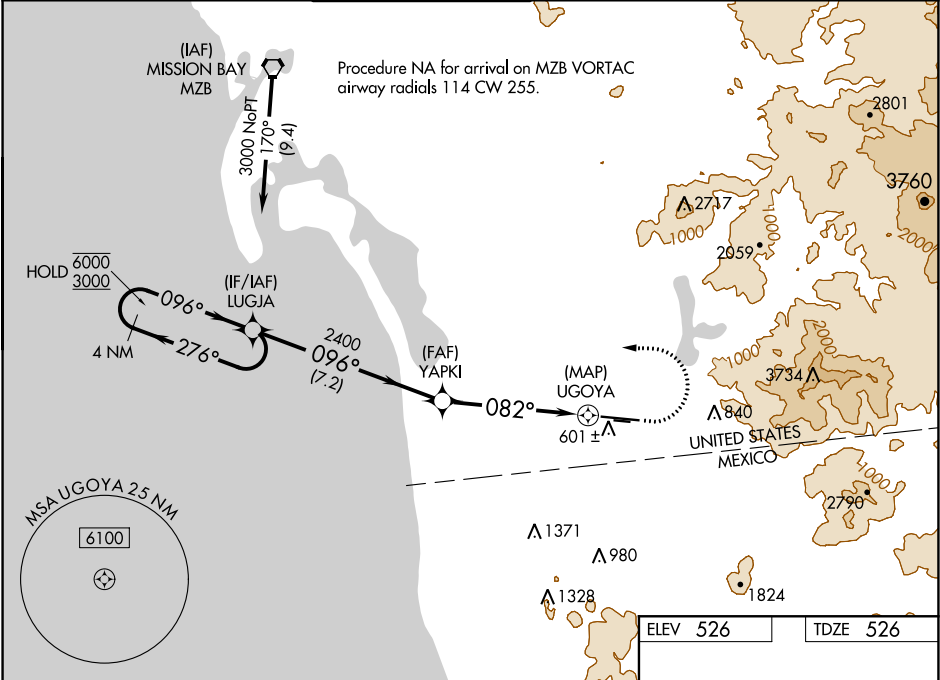 (IAF)
MISSION BAY
MZB
Procedure NA for arrival on MZB VORTAC
airway radials 114 CW 255.
3000 NoPT
170°
(9.4)
2801
3760
2717
1000
1000
2059
2000
HOLD 6000
3000
096°
(IF/IAF)
LUGJA
4 NM
276°
2400
096°
(7.2)
(FAF)
YAPKI
082°
(MAP)
UGOYA
601 ±
1000
3734
840
UNITED STATES
MEXICO
1000
2790
MSA UGOYA 25 NM
6100
1371
980
1328
1824
ELEV 526
TDZE 526